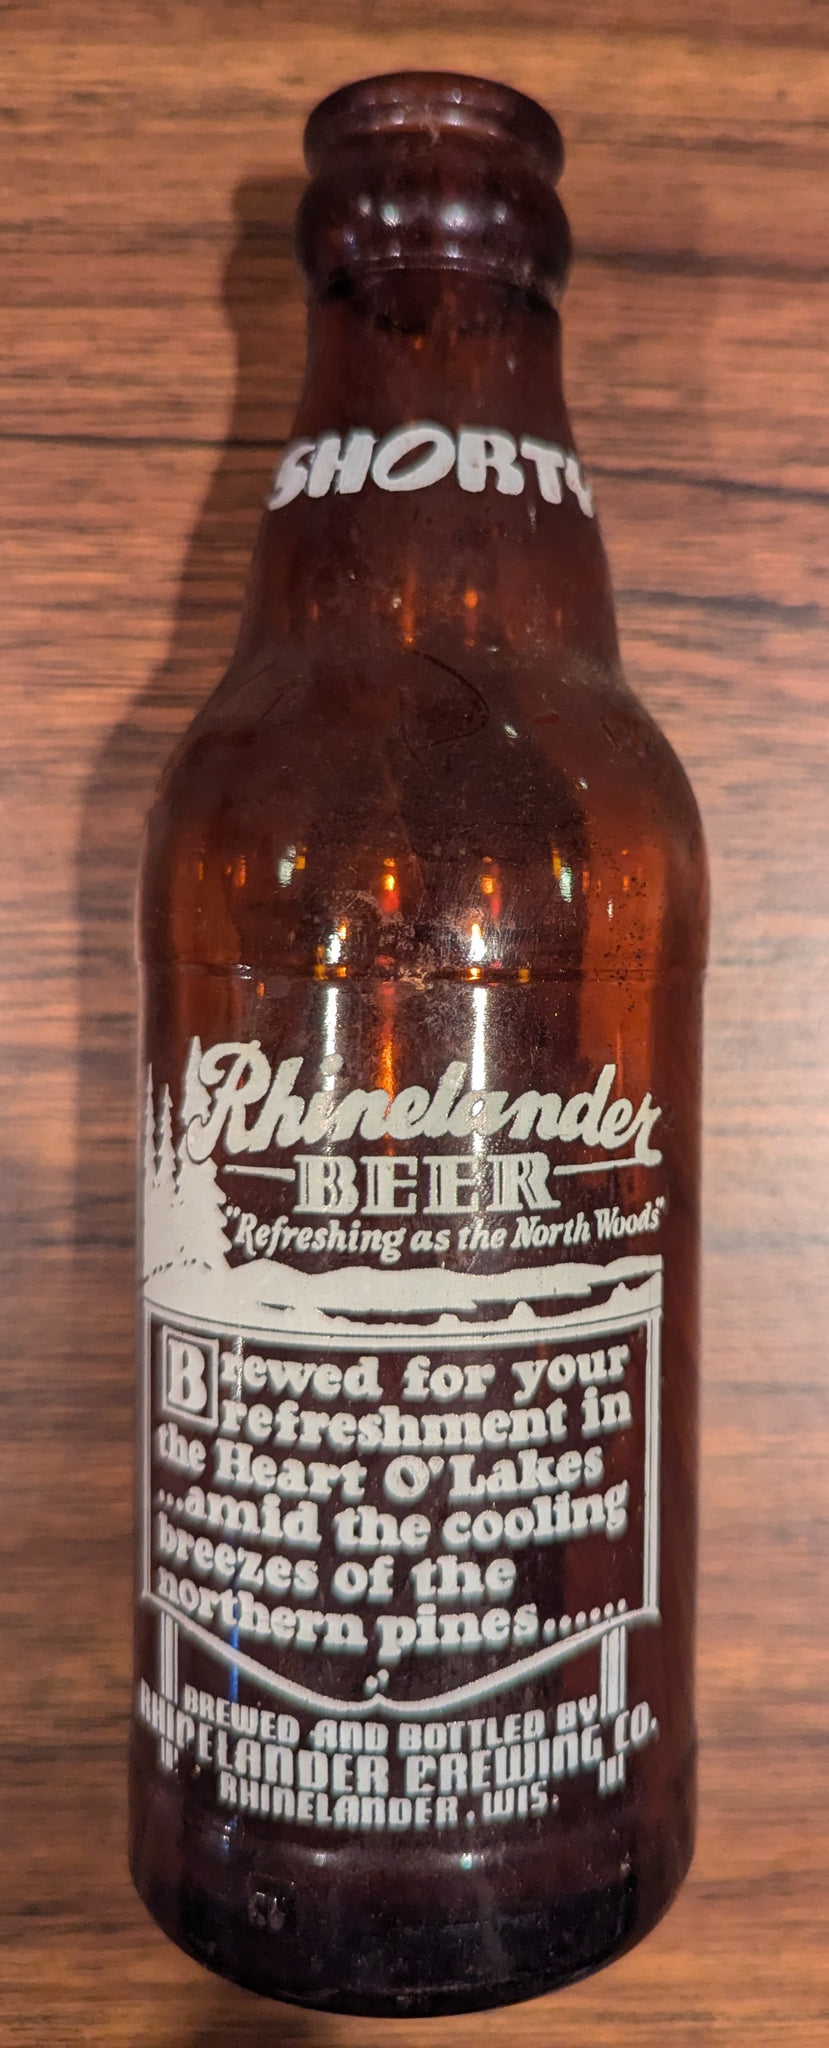 SHORTY
Rhinelander
BEER
"Refreshing as the North Woods"
Brewed for your
refreshment in
the Heart O'Lakes
...amid the cooling
breezes of the
northern pines......
BREWED AND BOTTLED BY
RHINELANDER BREWING CO.
RHINELANDER, WIS.